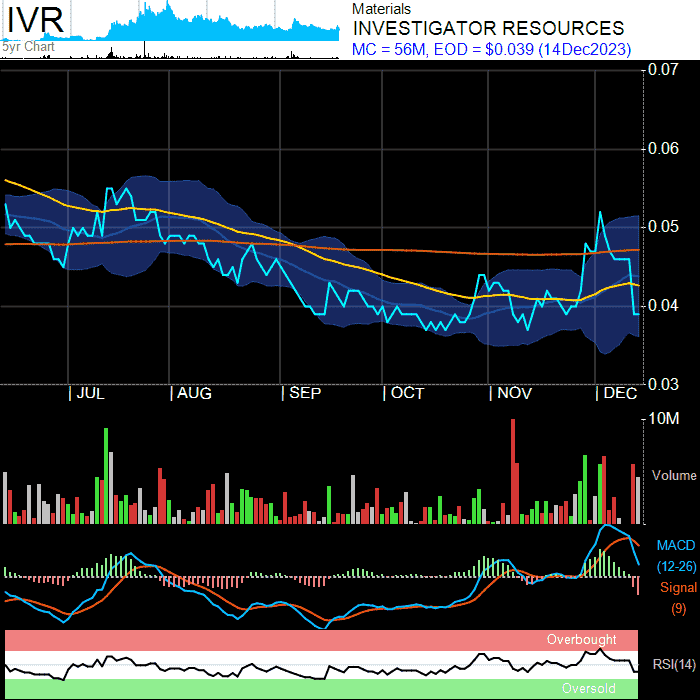 IVR
5yr Chart
Materials
INVESTIGATOR RESOURCES
MC = 56M, EOD = $0.039 (14Dec2023)
0.07
0.06
0.05
0.04
0.03
JUL AUG SEP OCT NOV DEC
10M
Volume
MACD
(12-26)
Signal
(9)
Overbought
RSI(14)
Oversold